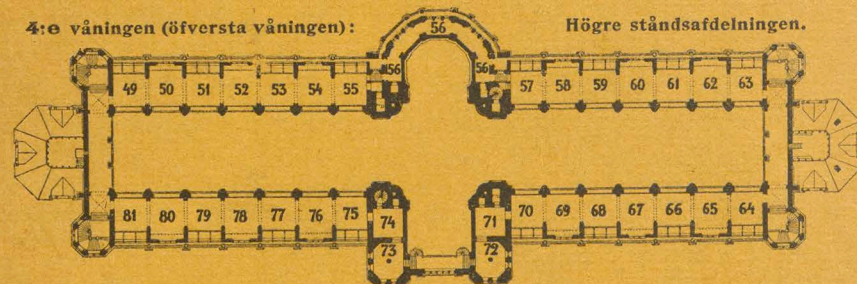 4:e våningen (öfversta våningen): Högre ståndsafdelningen.
56
56 56
49 50 51 52 53 54 55 57 58 59 60 61 62 63
81 80 79 78 77 76 75 74 71 70 69 68 67 66 65 64
73 72